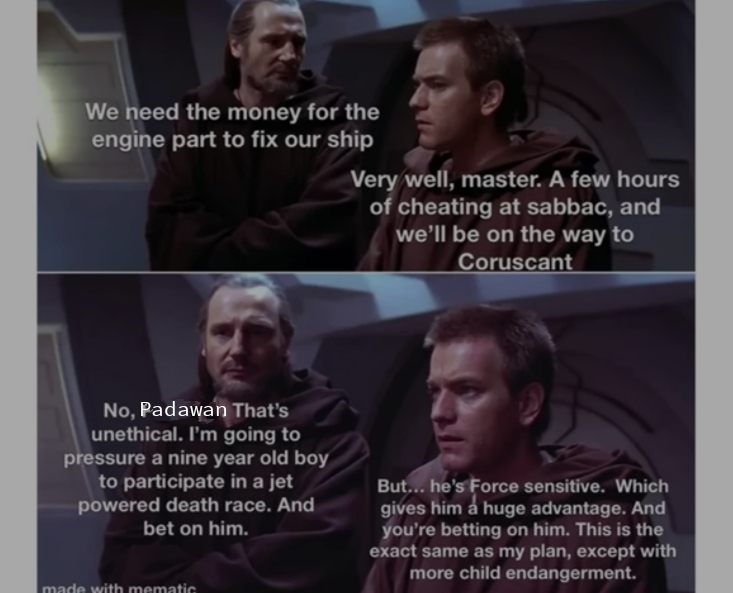 We need the money for the
engine part to fix our ship
Very well, master. A few hours
of cheating at sabbac, and
we'll be on the way to
Coruscant
No, Padawan That's
unethical. I'm going to
pressure a nine year old boy
to participate in a jet
powered death race. And
bet on him.
But... he's Force sensitive. Which
gives him a huge advantage. And
you're betting on him. This is the
exact same as my plan, except with
more child endangerment.
made with mematic